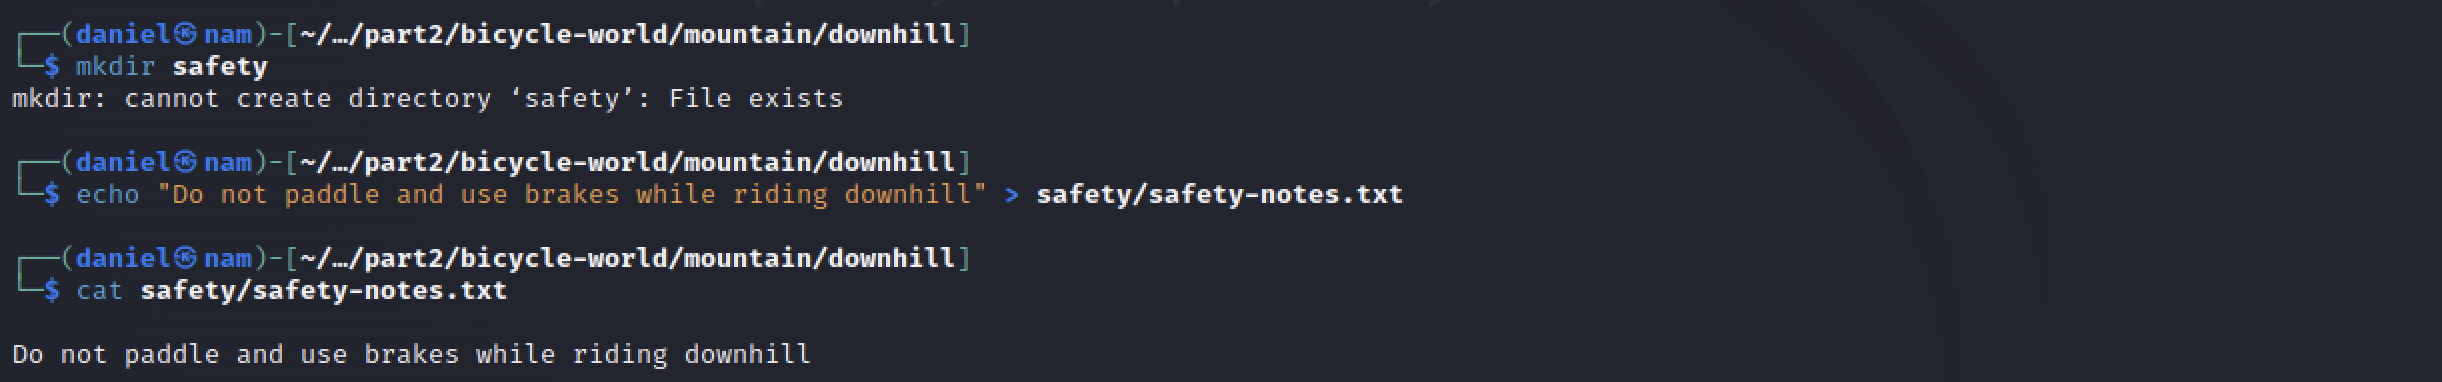 ┌──(daniel㉿nam)-[~/…/part2/bicycle-world/mountain/downhill]
└─$ mkdir safety
mkdir: cannot create directory ‘safety’: File exists
┌──(daniel㉿nam)-[~/…/part2/bicycle-world/mountain/downhill]
└─$ echo "Do not paddle and use brakes while riding downhill" > safety/safety-notes.txt
┌──(daniel㉿nam)-[~/…/part2/bicycle-world/mountain/downhill]
└─$ cat safety/safety-notes.txt
Do not paddle and use brakes while riding downhill